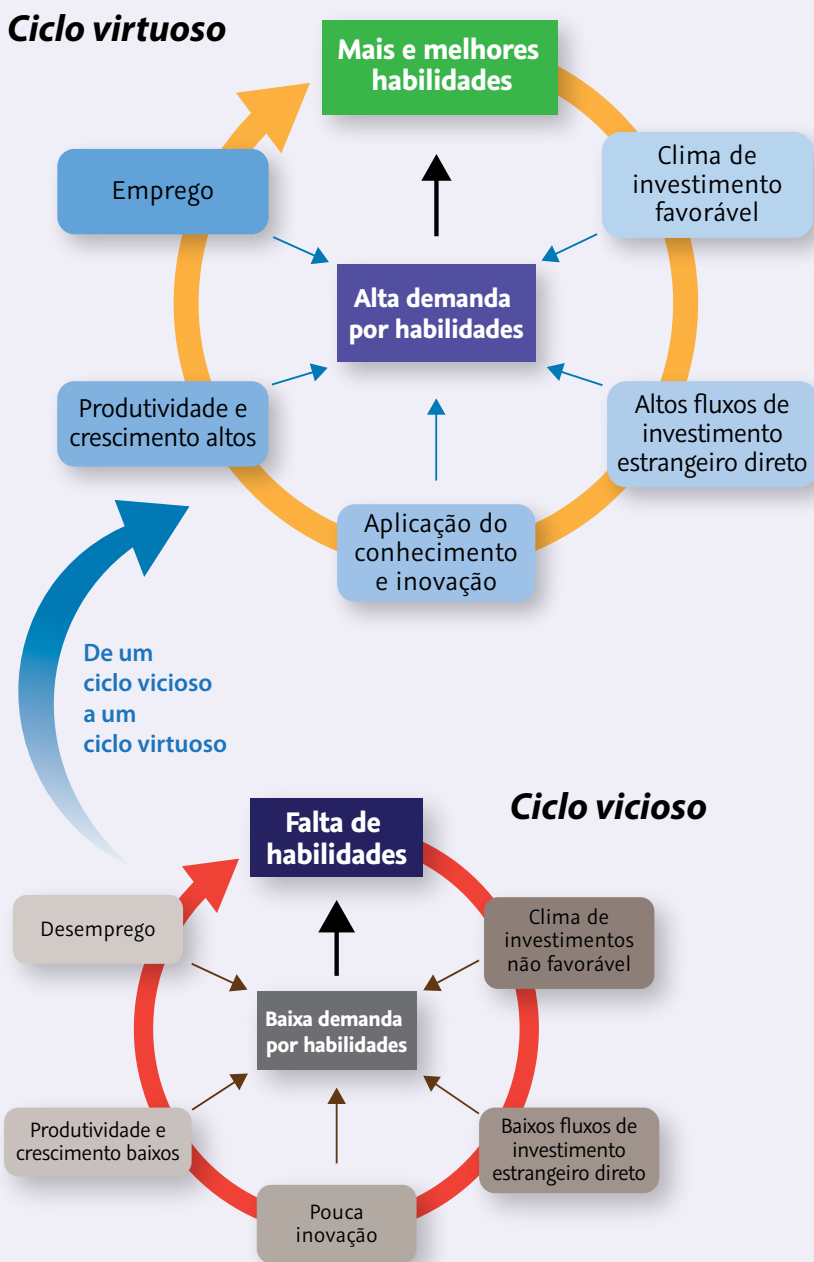 Ciclo virtuoso
Mais e melhores
habilidades
Emprego
Clima de
investimento
favorável
Alta demanda
por habilidades
Produtividade e
crescimento altos
Altos fluxos de
investimento
estrangeiro direto
Aplicação do
conhecimento
e inovação
De um
ciclo vicioso
a um
ciclo virtuoso
Ciclo vicioso
Falta de
habilidades
Desemprego
Clima de
investimentos
não favorável
Baixa demanda
por habilidades
Produtividade e
crescimento baixos
Baixos fluxos de
investimento
estrangeiro direto
Pouca
inovação